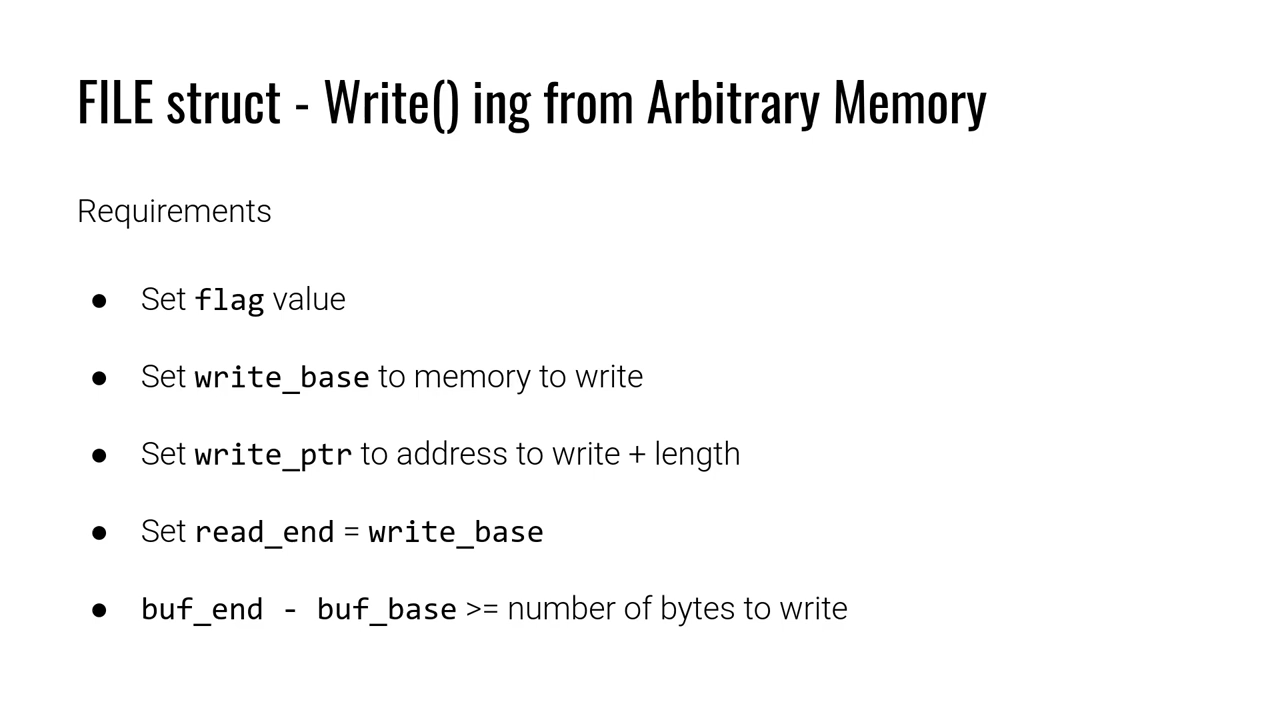 FILE struct - Write() ing from Arbitrary Memory
Requirements
● Set flag value
● Set write_base to memory to write
● Set write_ptr to address to write + length
● Set read_end = write_base
● buf_end - buf_base >= number of bytes to write